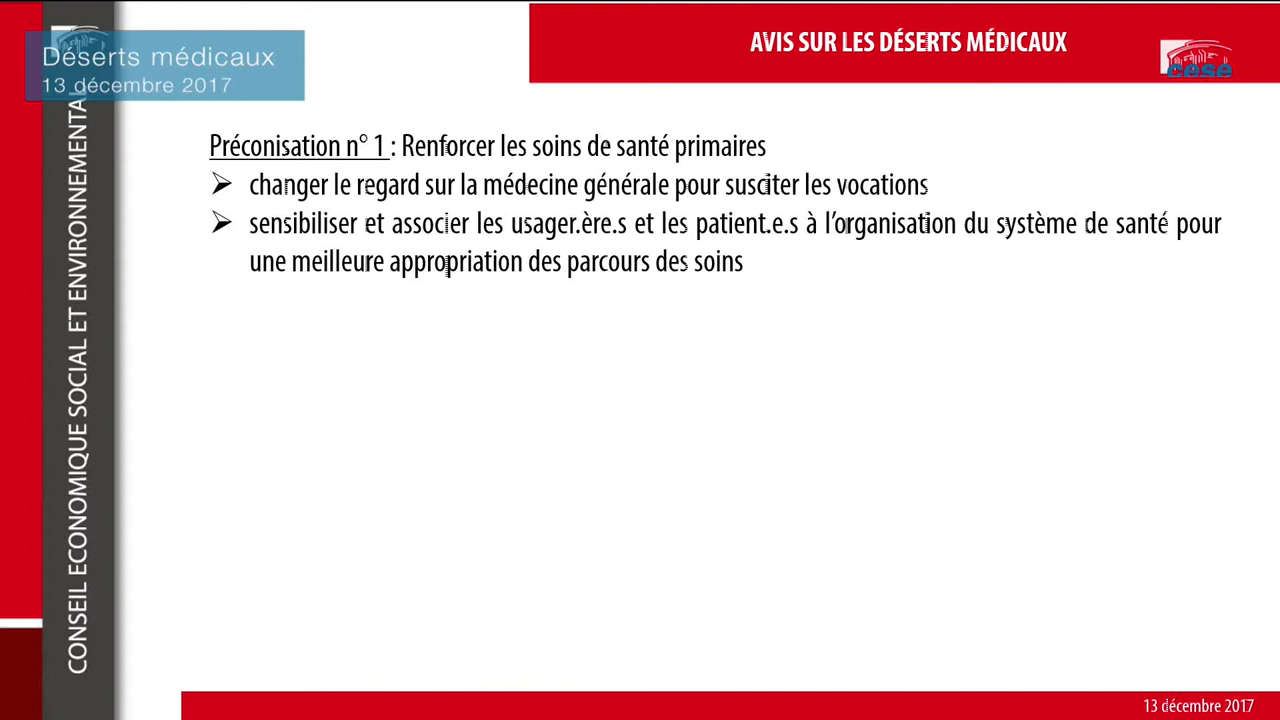 Déserts médicaux
13 décembre 2017
AVIS SUR LES DÉSERTS MÉDICAUX
cese
CONSEIL ECONOMIQUE SOCIAL ET ENVIRONNEMENTAL
Préconisation n° 1 : Renforcer les soins de santé primaires
➢ changer le regard sur la médecine générale pour susciter les vocations
➢ sensibiliser et associer les usager.ère.s et les patient.e.s à l’organisation du système de santé pour
une meilleure appropriation des parcours des soins
13 décembre 2017